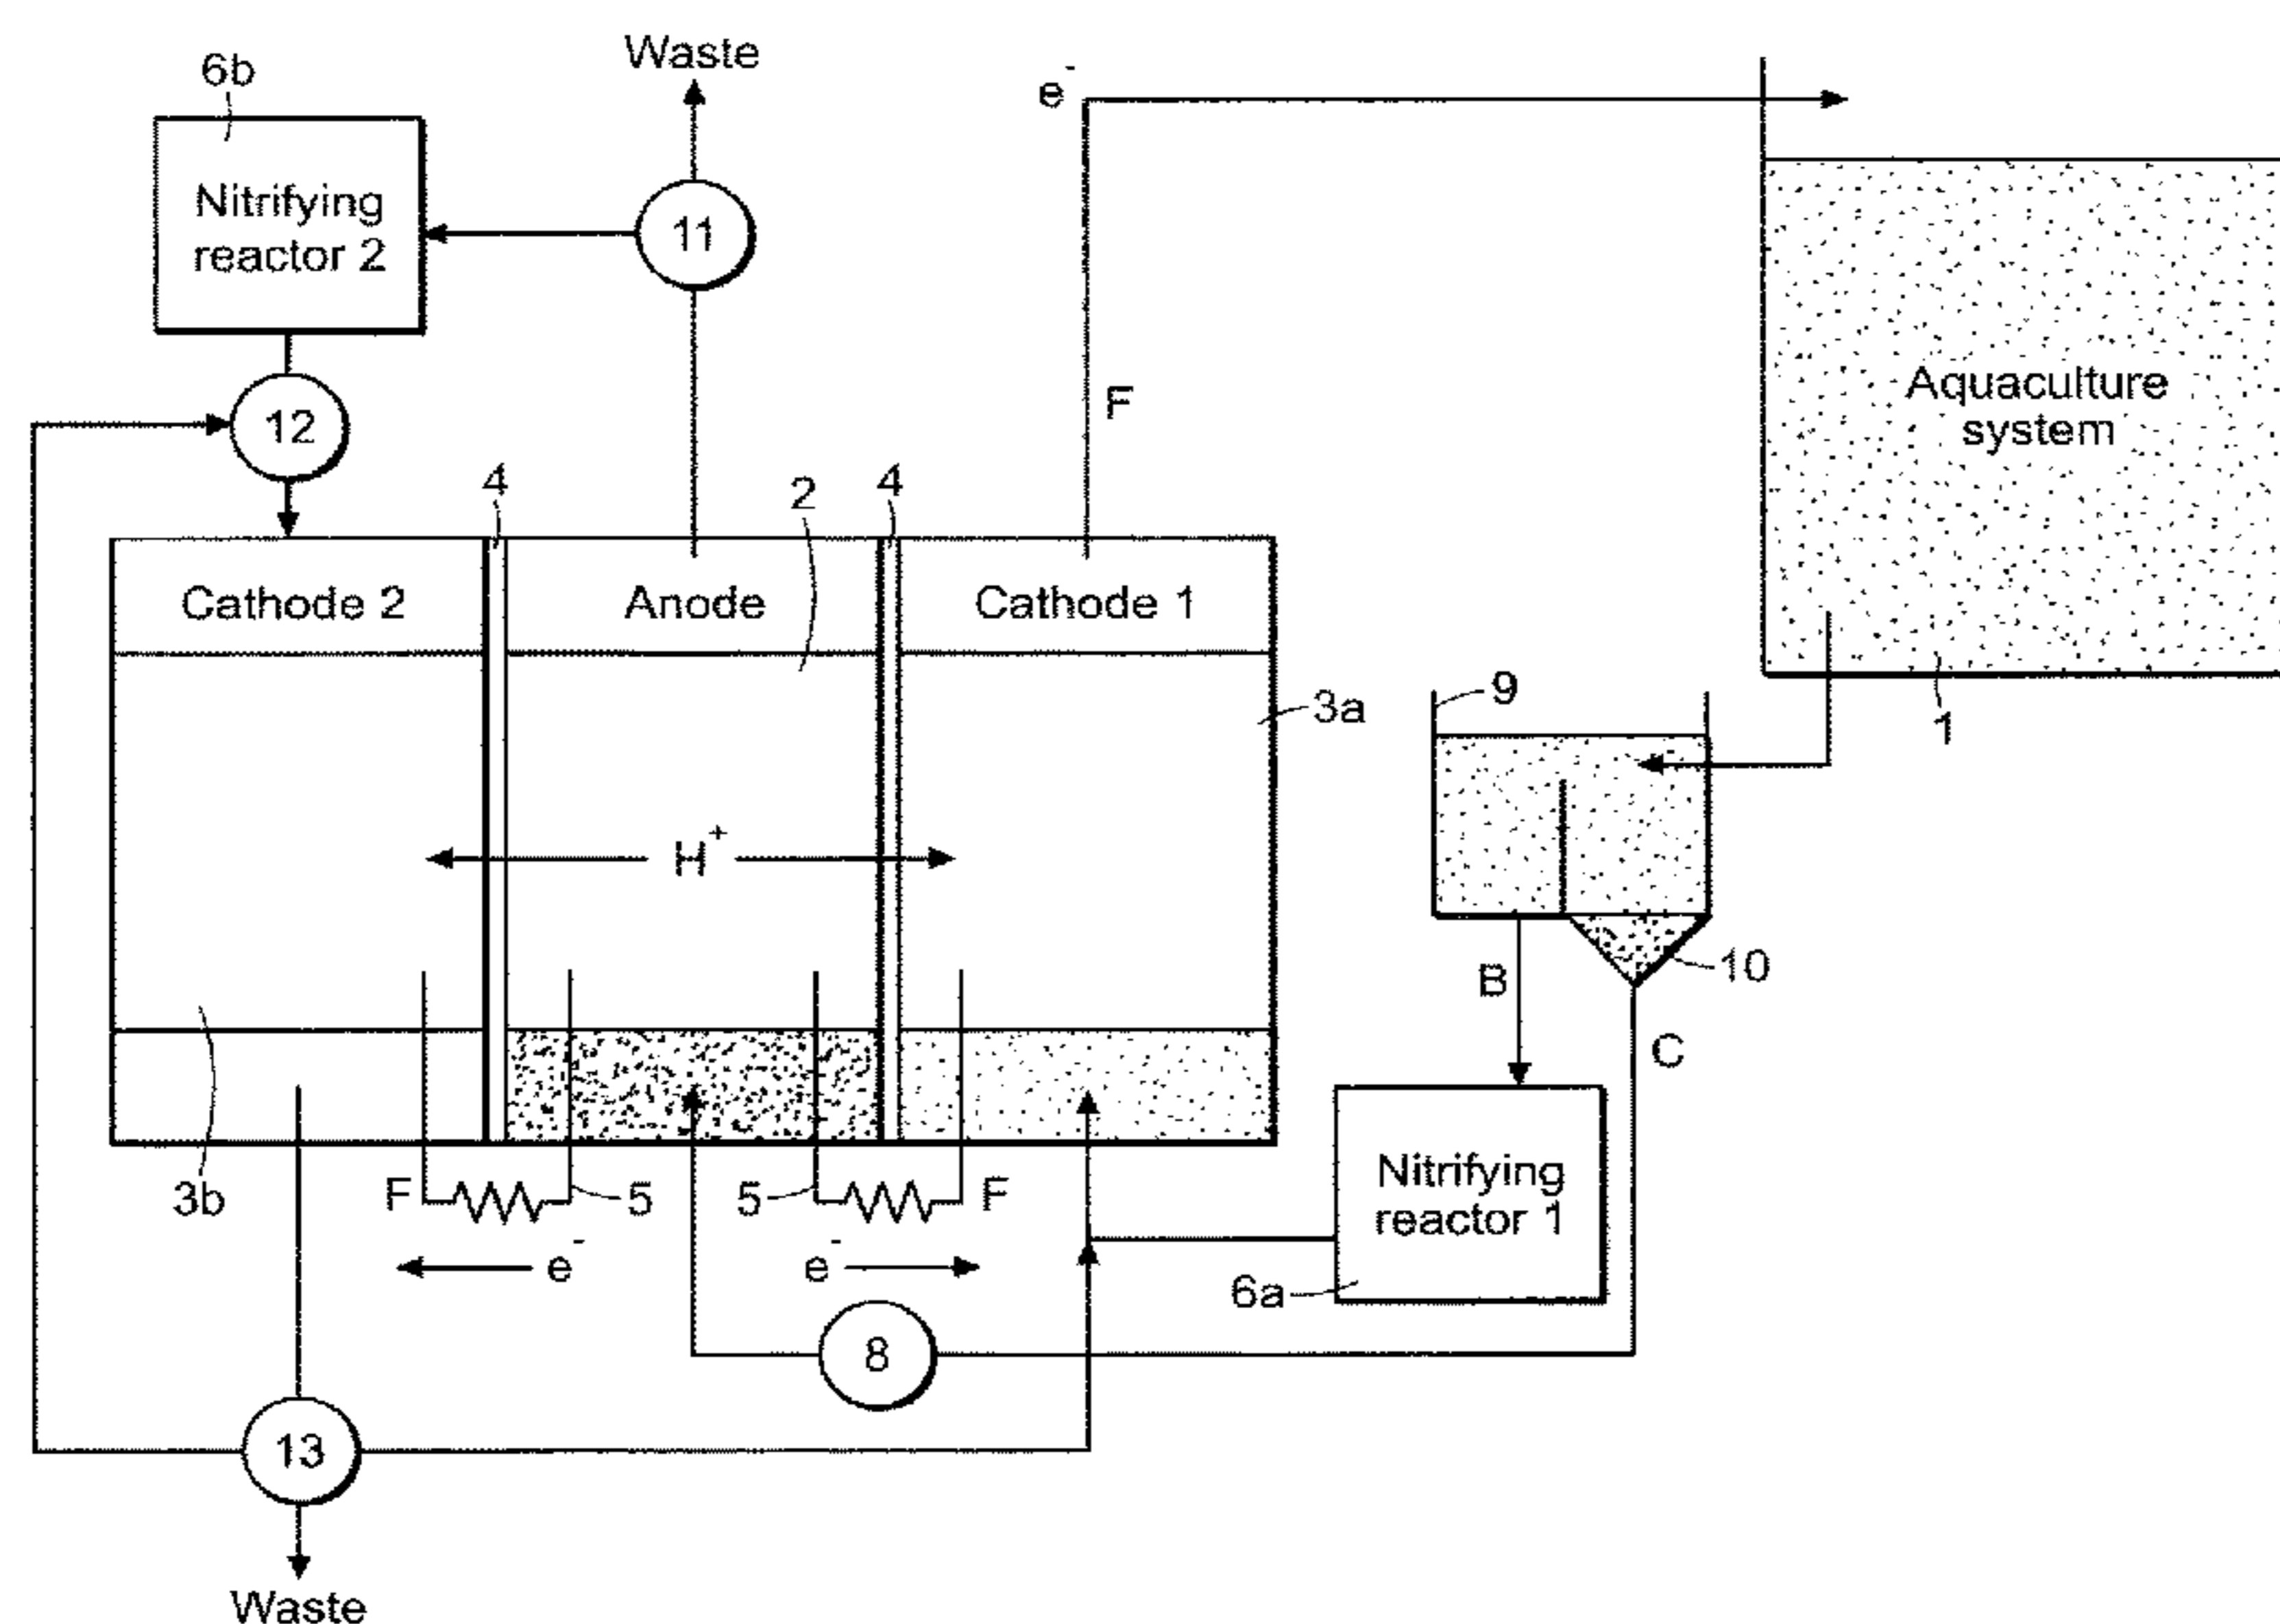 Waste
6b
e-
Nitrifying
reactor 2
11
F
Aquaculture
system
12
4
2
4
Cathode 2
Anode
Cathode 1
9
3a
1
H+
B
10
C
3b
F
5
5
F
Nitrifying
reactor 1
e-
e-
6a
8
13
Waste